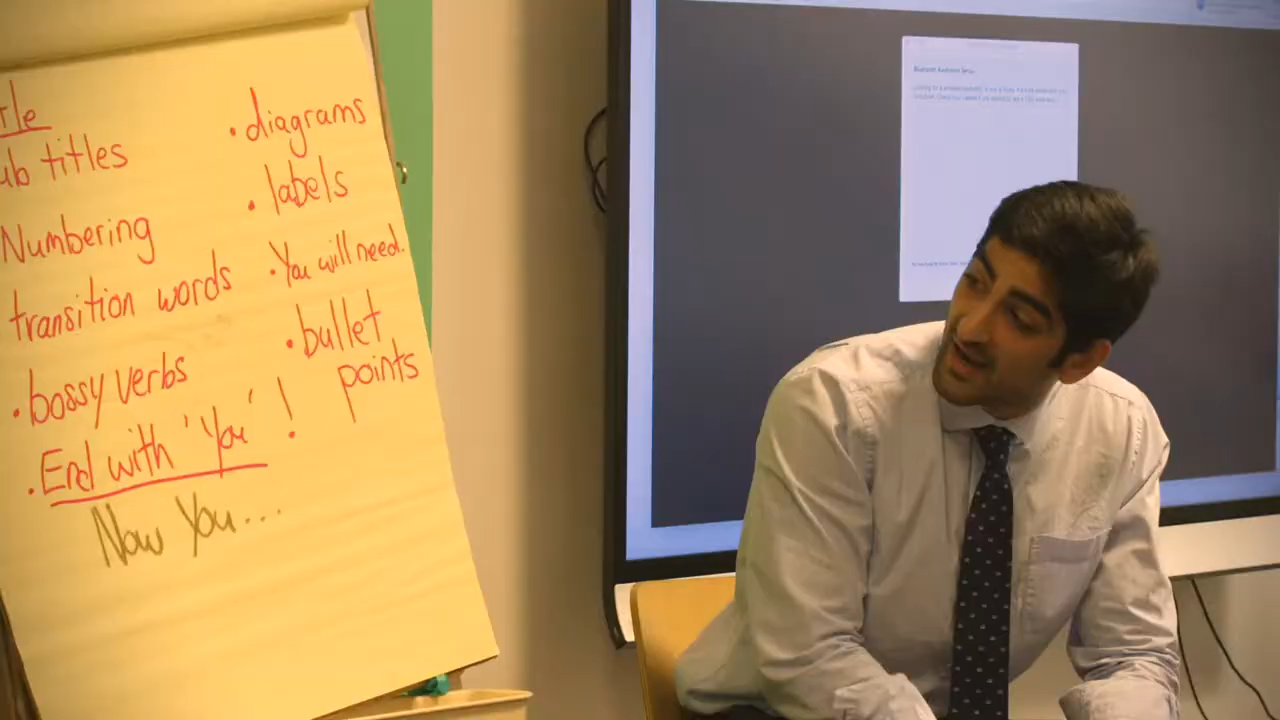 tle
ub titles
Numbering
transition words
• bossy verbs
• End with 'You' !
Now You...
• diagrams
• labels
• You will need.
• bullet
points